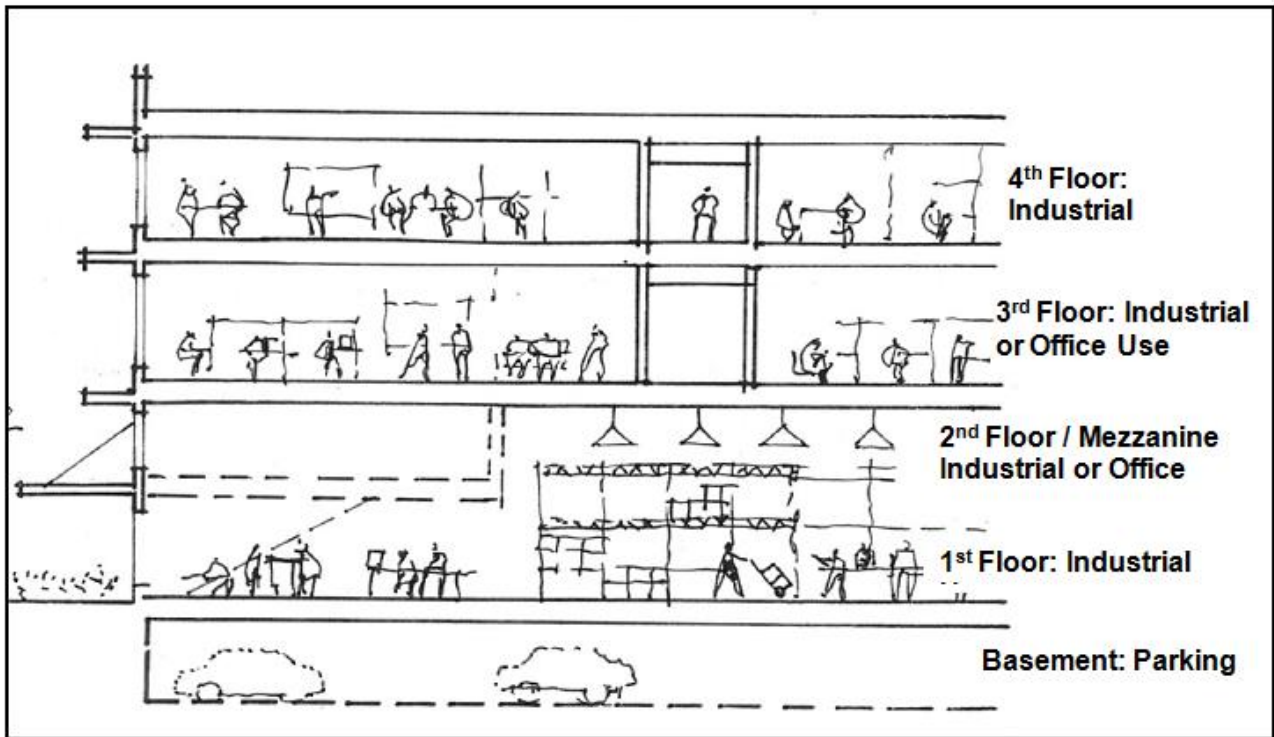 4th Floor:
Industrial
3rd Floor: Industrial
or Office Use
2nd Floor / Mezzanine
Industrial or Office
1st Floor: Industrial
Basement: Parking